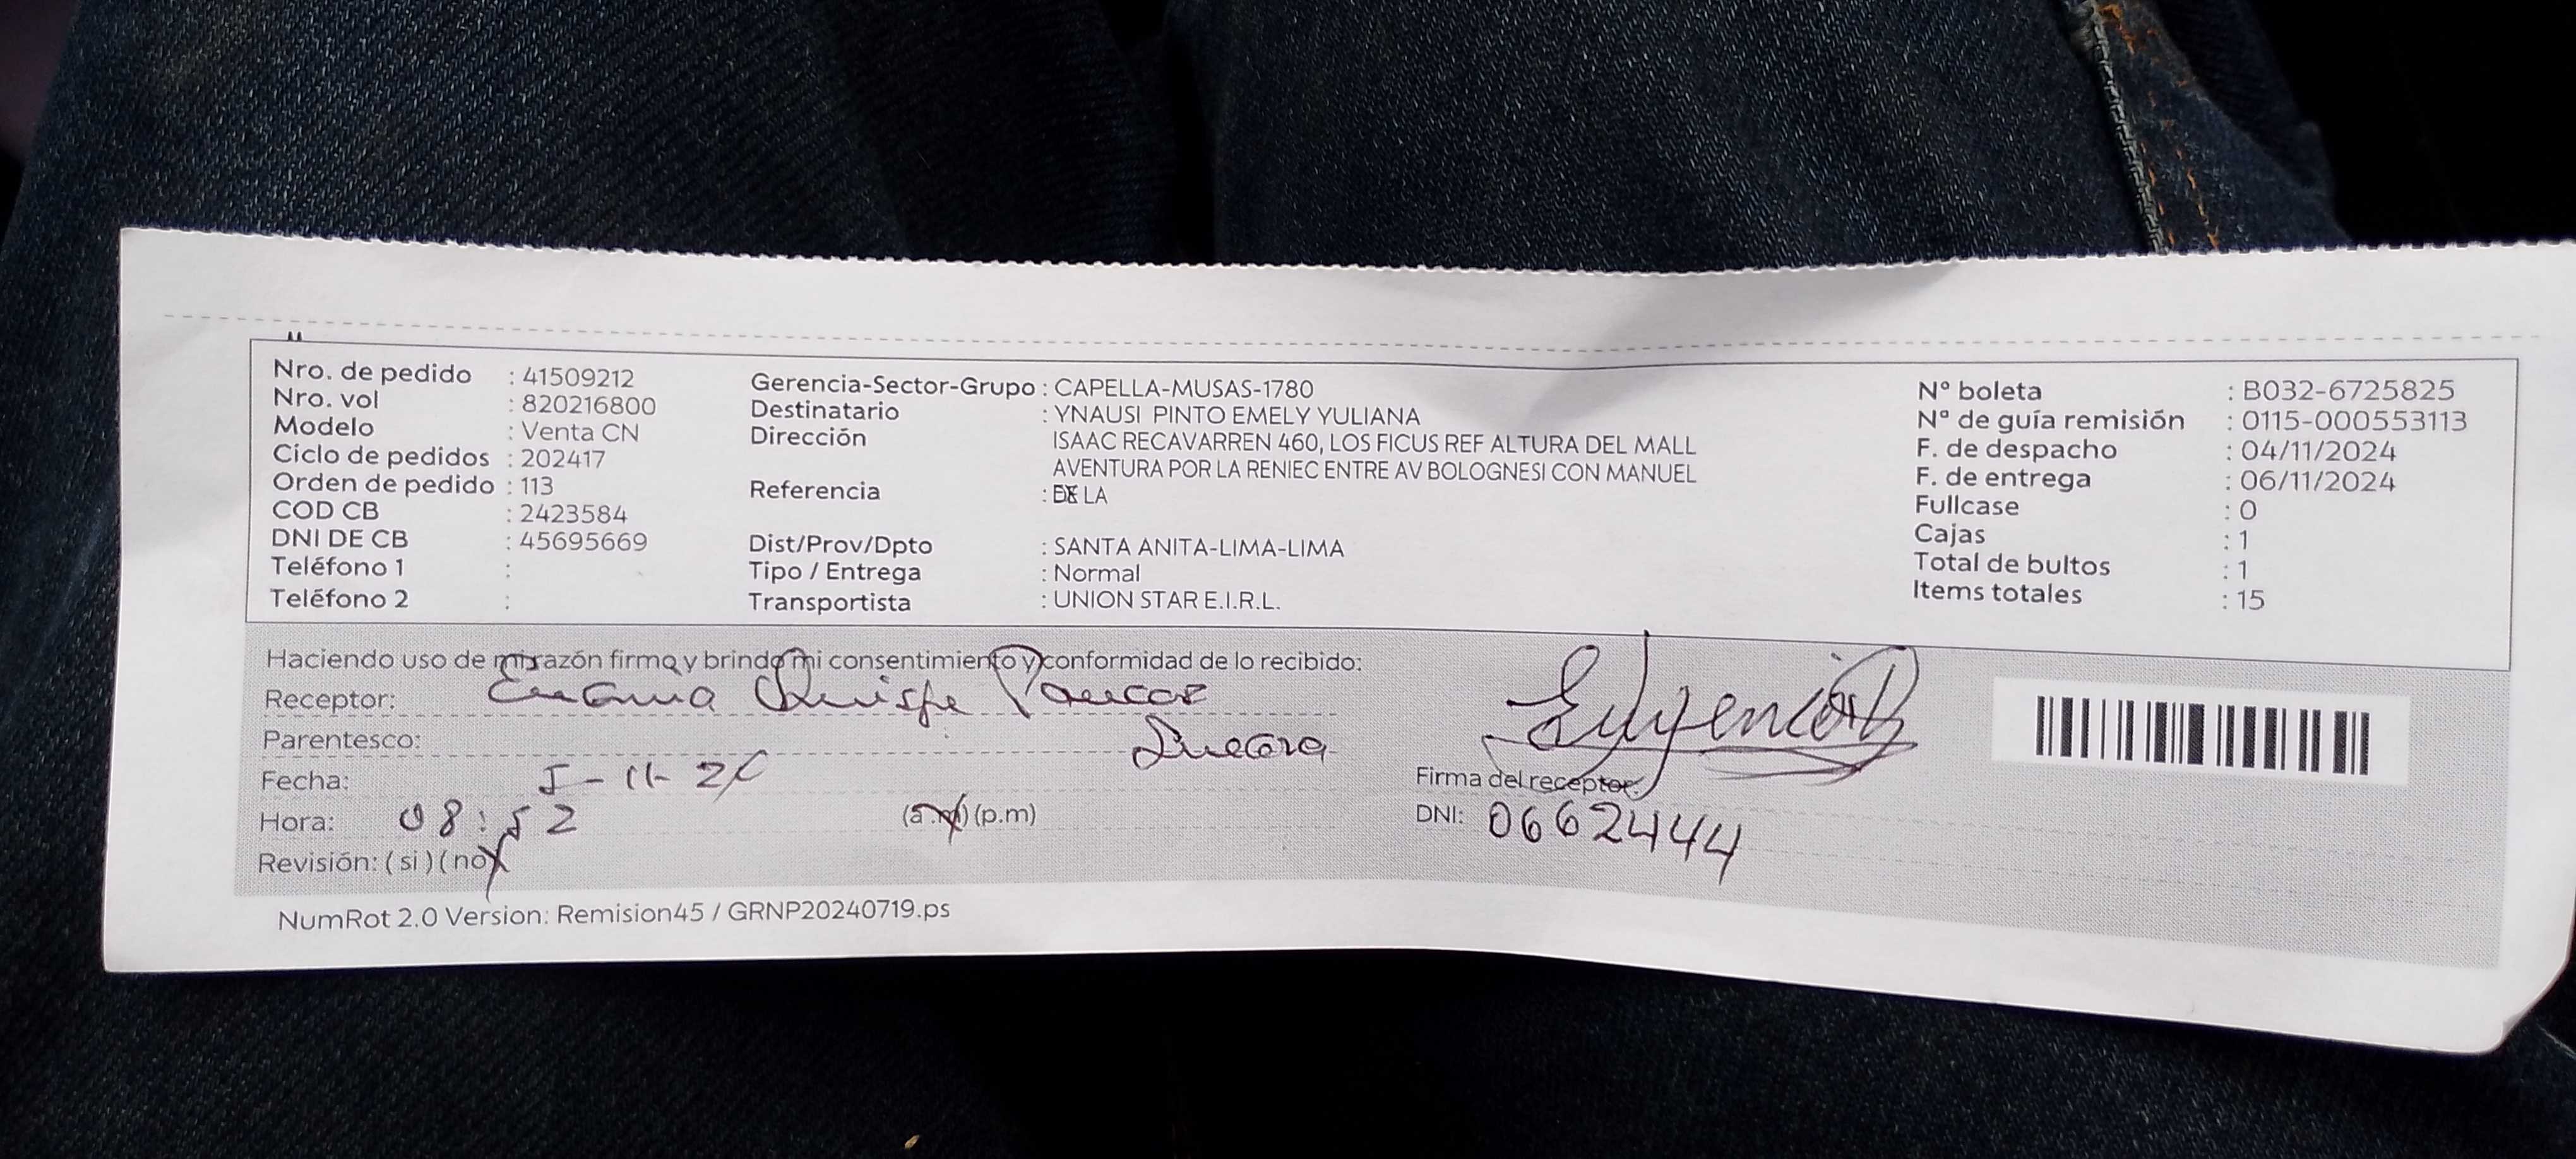 Nro. de pedido : 41509212
Nro. vol : 820216800
Modelo : Venta CN
Ciclo de pedidos : 202417
Orden de pedido : 113
COD CB : 2423584
DNI DE CB : 45695669
Teléfono 1 :
Teléfono 2 :
Gerencia-Sector-Grupo : CAPELLA-MUSAS-1780
Destinatario : YNAUSI PINTO EMELY YULIANA
Dirección ISAAC RECAVARREN 460, LOS FICUS REF ALTURA DEL MALL
AVENTURA POR LA RENIEC ENTRE AV BOLOGNESI CON MANUEL
Referencia : LA
Dist/Prov/Dpto : SANTA ANITA-LIMA-LIMA
Tipo / Entrega : Normal
Transportista : UNION STAR E.I.R.L.
N° boleta : B032-6725825
N° de guía remisión : 0115-000553113
F. de despacho : 04/11/2024
F. de entrega : 06/11/2024
Fullcase : 0
Cajas : 1
Total de bultos : 1
Items totales : 15
Haciendo uso de mi razón firmo y brindo mi consentimiento y conformidad de lo recibido:
Receptor: Quispe Paucar
Parentesco: Suegra
Fecha: 5-11-24
Hora: 08:52 (a.m) (p.m)
Revisión: (si) (no)
Firma del receptor:
DNI: 0662444
NumRot 2.0 Version: Remision45 / GRNP20240719.ps